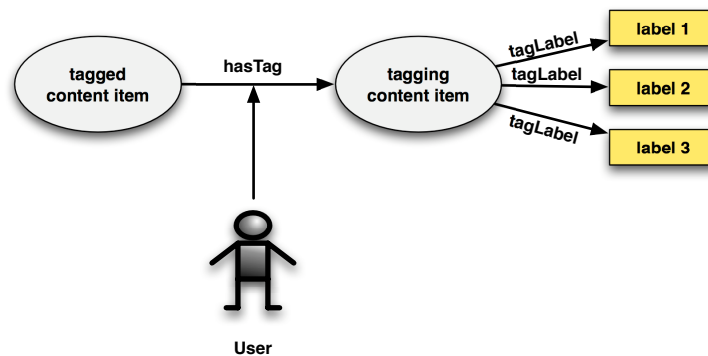 tagged
content item
hasTag
tagging
content item
tagLabel
label 1
tagLabel
label 2
tagLabel
label 3
User